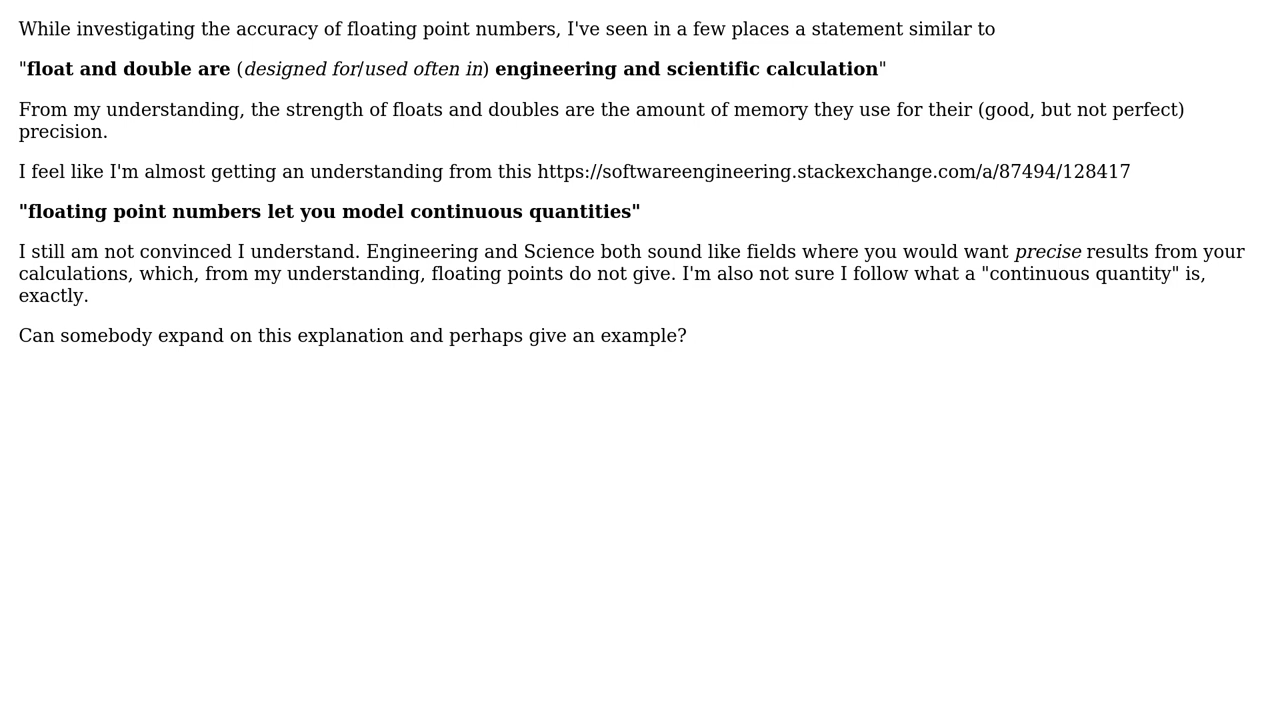 While investigating the accuracy of floating point numbers, I've seen in a few places a statement similar to
"float and double are (designed for/used often in) engineering and scientific calculation"
From my understanding, the strength of floats and doubles are the amount of memory they use for their (good, but not perfect)
precision.
I feel like I'm almost getting an understanding from this https://softwareengineering.stackexchange.com/a/87494/128417
"floating point numbers let you model continuous quantities"
I still am not convinced I understand. Engineering and Science both sound like fields where you would want precise results from your
calculations, which, from my understanding, floating points do not give. I'm also not sure I follow what a "continuous quantity" is,
exactly.
Can somebody expand on this explanation and perhaps give an example?